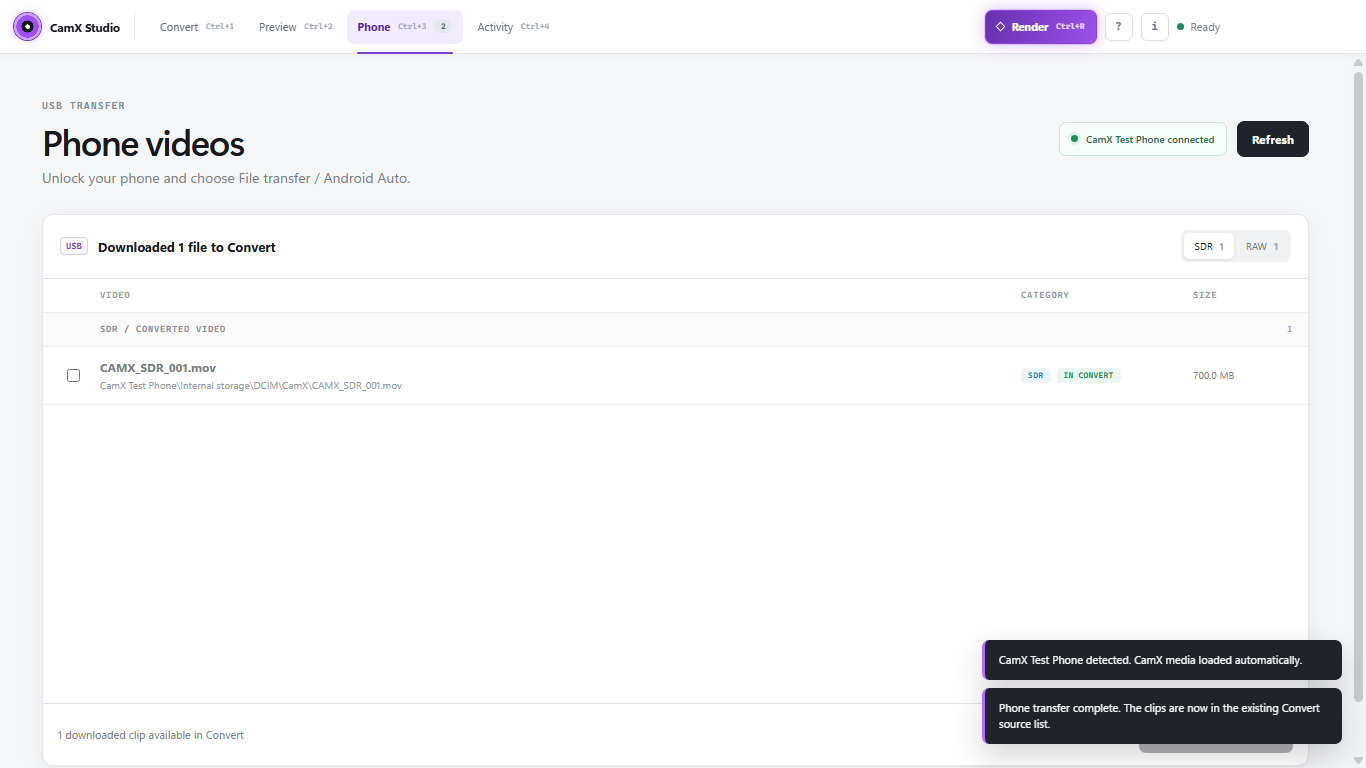 CamX Studio
Convert Ctrl+1
Preview Ctrl+2
Phone Ctrl+3 2
Activity Ctrl+4
Render Ctrl+R
?
i
Ready
USB TRANSFER
Phone videos
Unlock your phone and choose File transfer / Android Auto.
CamX Test Phone connected
Refresh
USB
Downloaded 1 file to Convert
SDR 1
RAW 1
VIDEO
CATEGORY
SIZE
SDR / CONVERTED VIDEO
1
CAMX_SDR_001.mov
CamX Test Phone\Internal storage\DCIM\CamX\CAMX_SDR_001.mov
SDR
IN CONVERT
700.0 MB
CamX Test Phone detected. CamX media loaded automatically.
Phone transfer complete. The clips are now in the existing Convert
source list.
1 downloaded clip available in Convert